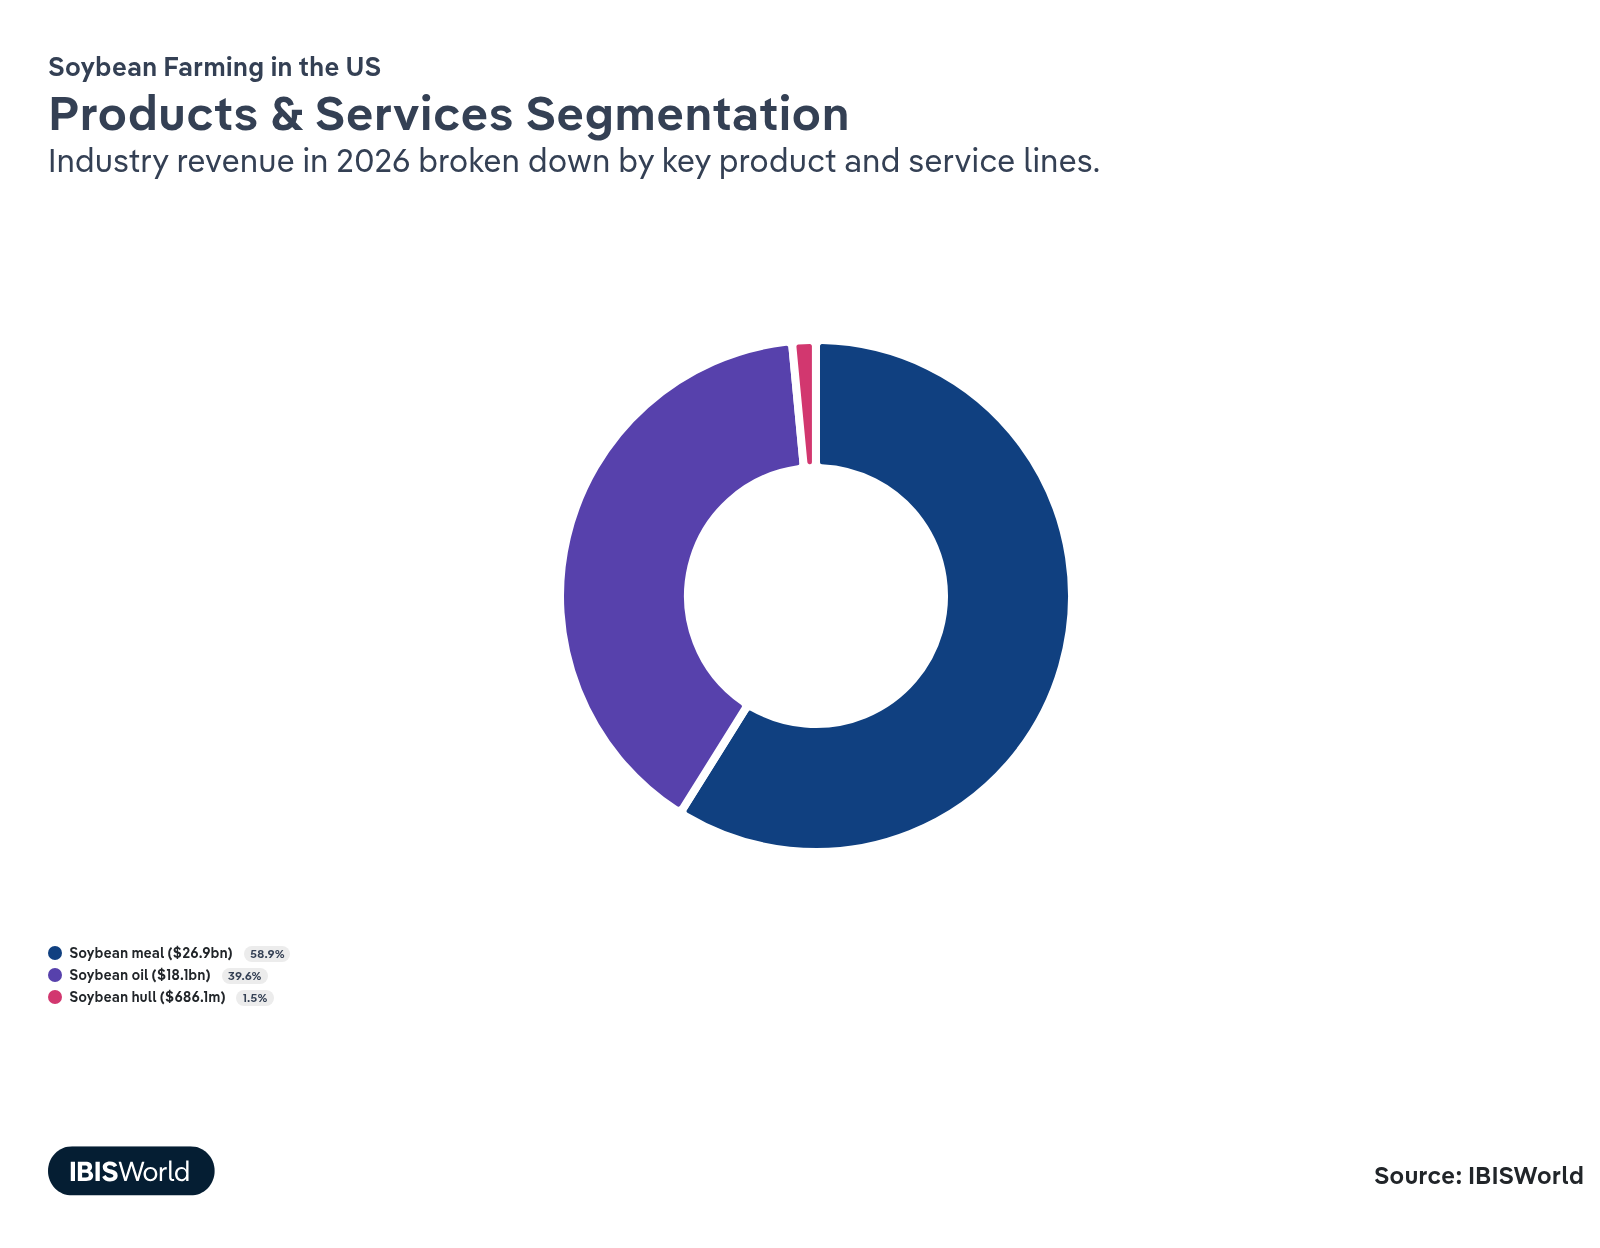 Soybean Farming in the US
Products & Services Segmentation
Industry revenue in 2026 broken down by key product and service lines.
Soybean meal ($26.9bn) 58.9%
Soybean oil ($18.1bn) 39.6%
Soybean hull ($686.1m) 1.5%
IBISWorld
Source: IBISWorld